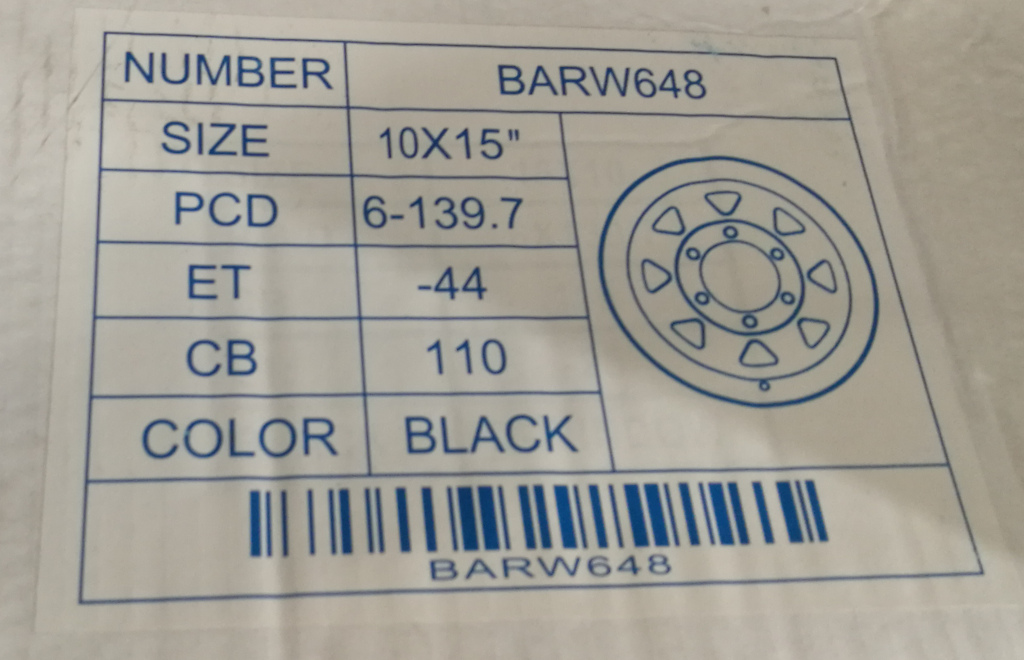 NUMBER BARW648
SIZE 10X15"
PCD 6-139.7
ET -44
CB 110
COLOR BLACK
BARW648